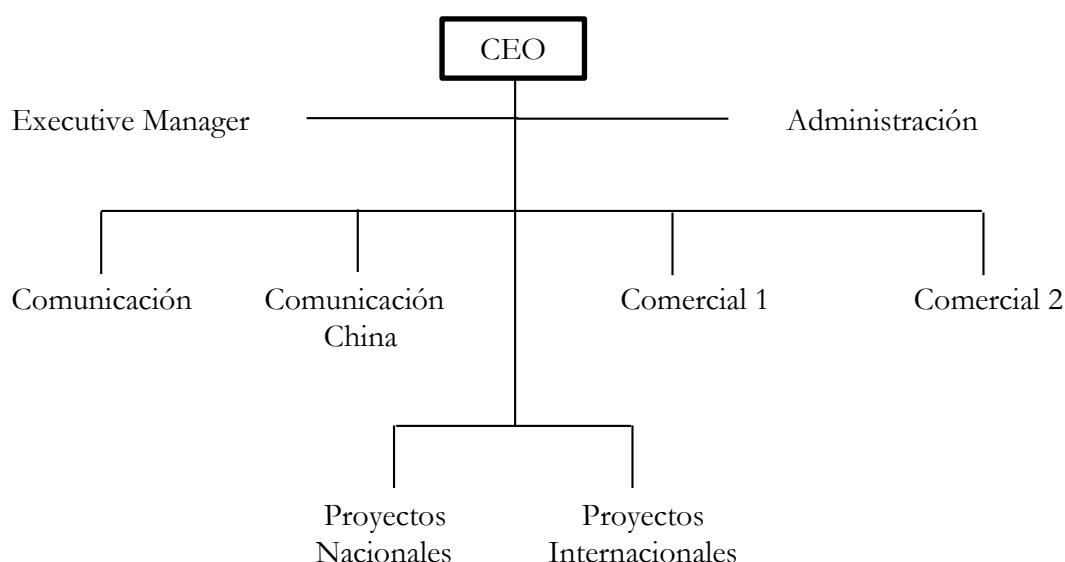 CEO
Executive Manager
Administración
Comunicación
Comunicación
China
Comercial 1
Comercial 2
Proyectos
Nacionales
Proyectos
Internacionales